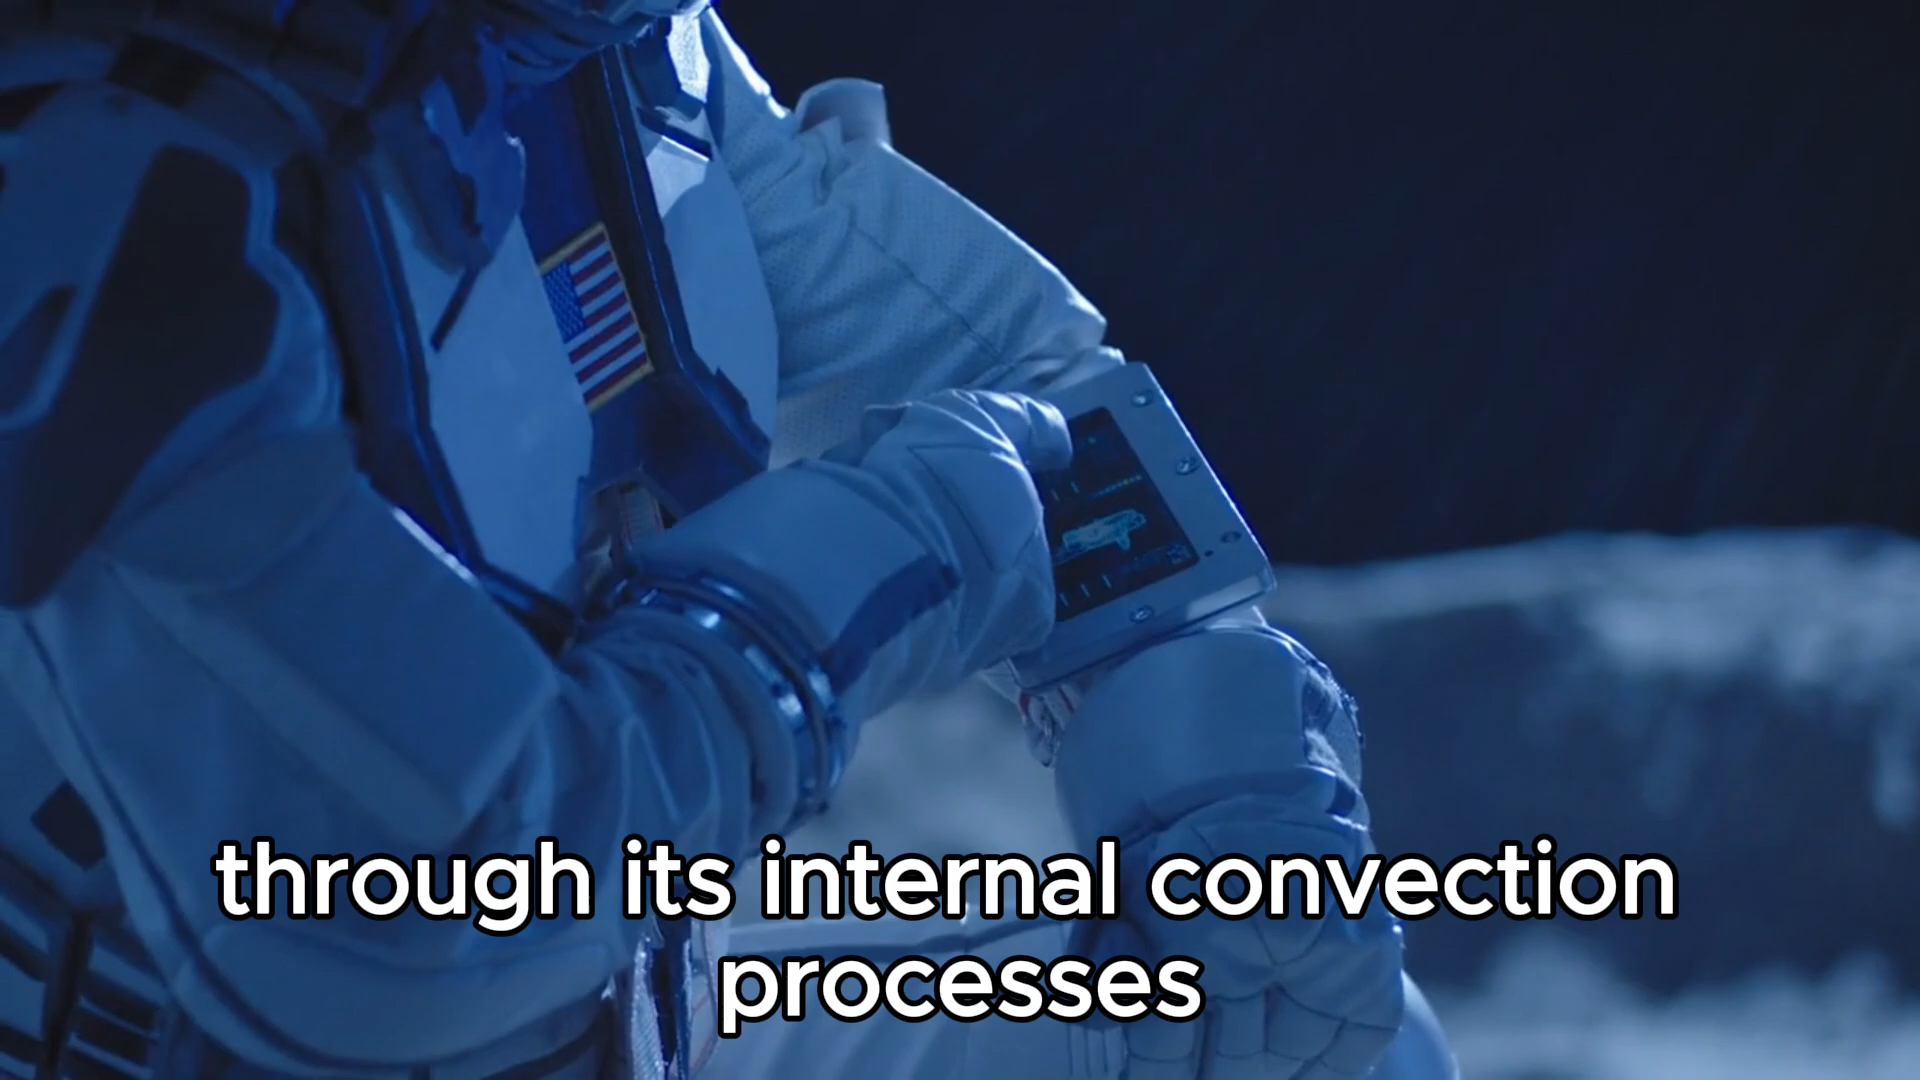 through its internal convection
processes